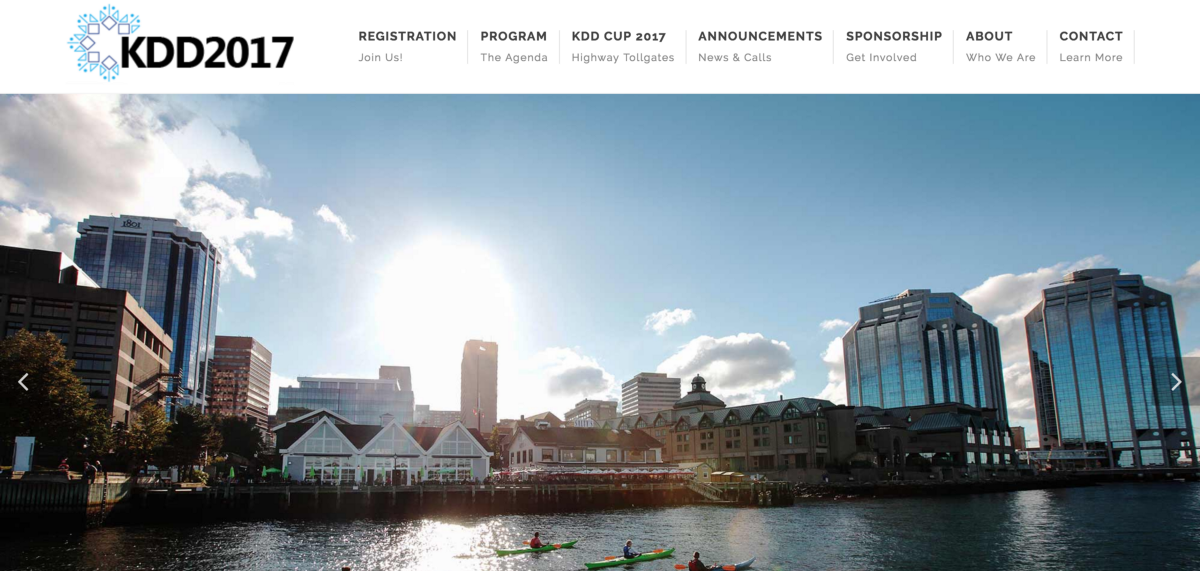 KDD2017
REGISTRATION
Join Us!
PROGRAM
The Agenda
KDD CUP 2017
Highway Tollgates
ANNOUNCEMENTS
News & Calls
SPONSORSHIP
Get Involved
ABOUT
Who We Are
CONTACT
Learn More
1801